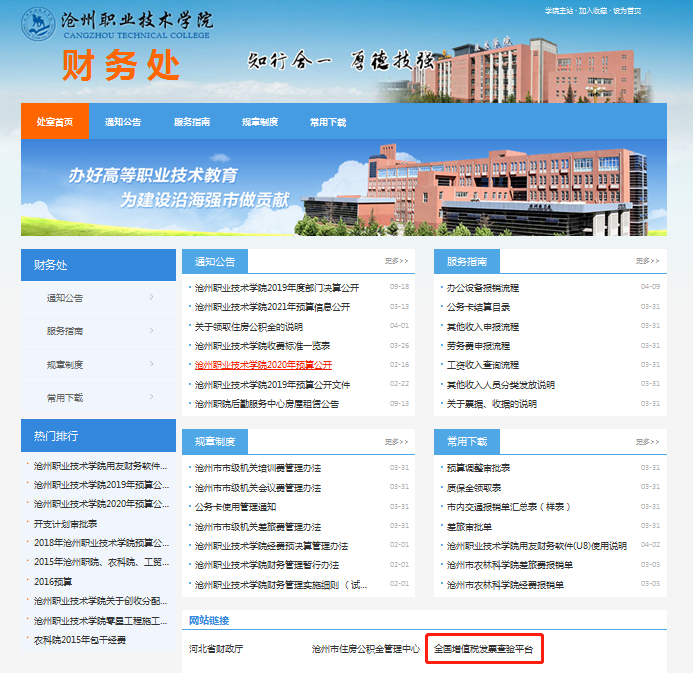 学院主站 · 加入收藏 · 设为首页
沧州职业技术学院
CANGZHOU TECHNICAL COLLEGE
财务处
知行合一 厚德技强
处室首页 通知公告 服务指南 规章制度 常用下载
办好高等职业技术教育
为建设沿海强市做贡献
财务处
通知公告
服务指南
规章制度
常用下载
热门排行
沧州职业技术学院用友财务软件...
沧州职业技术学院2019年预算公...
沧州职业技术学院2020年预算公...
开支计划审批表
2018年沧州职业技术学院预算公...
2015年沧州职院、农科院、工贸...
2016预算
沧州职业技术学院关于创收分配...
沧州职业技术学院零星工程施工...
农科院2015年包干经费
通知公告 更多>>
沧州职业技术学院2019年度部门决算公开 09-18
沧州职业技术学院2021年预算信息公开 03-13
关于领取住房公积金的说明 04-01
沧州职业技术学院收费标准一览表 03-26
沧州职业技术学院2020年预算公开 02-16
沧州职业技术学院2019年预算公开文件 02-22
沧州职院后勤服务中心房屋租赁公告 09-13
服务指南 更多>>
办公设备报销流程 04-09
公务卡结算目录 03-31
其他收入申报流程 03-31
劳务费申报流程 03-31
工资收入查询流程 03-31
其他收入人员分类发放说明 03-31
关于票据、收据的说明 03-31
规章制度 更多>>
沧州市市级机关培训费管理办法 03-31
沧州市市级机关会议费管理办法 03-31
公务卡使用管理通知 03-31
沧州市市级机关差旅费管理办法 03-31
沧州职业技术学院经费预决算管理办法 02-01
沧州职业技术学院财务管理暂行办法 02-01
沧州职业技术学院财务管理实施细则 （ 试... 02-01
常用下载 更多>>
预算调整审批表 03-31
质保金领取表 03-31
市内交通报销单汇总表（ 样表 ） 03-31
差旅审批单 03-31
沧州职业技术学院用友财务软件(U8)使用说明 04-02
沧州市农林科学院差旅费报销单 03-05
沧州市农林科学院经费报销单 03-05
网站链接
河北省财政厅 沧州市住房公积金管理中心 全国增值税发票查验平台